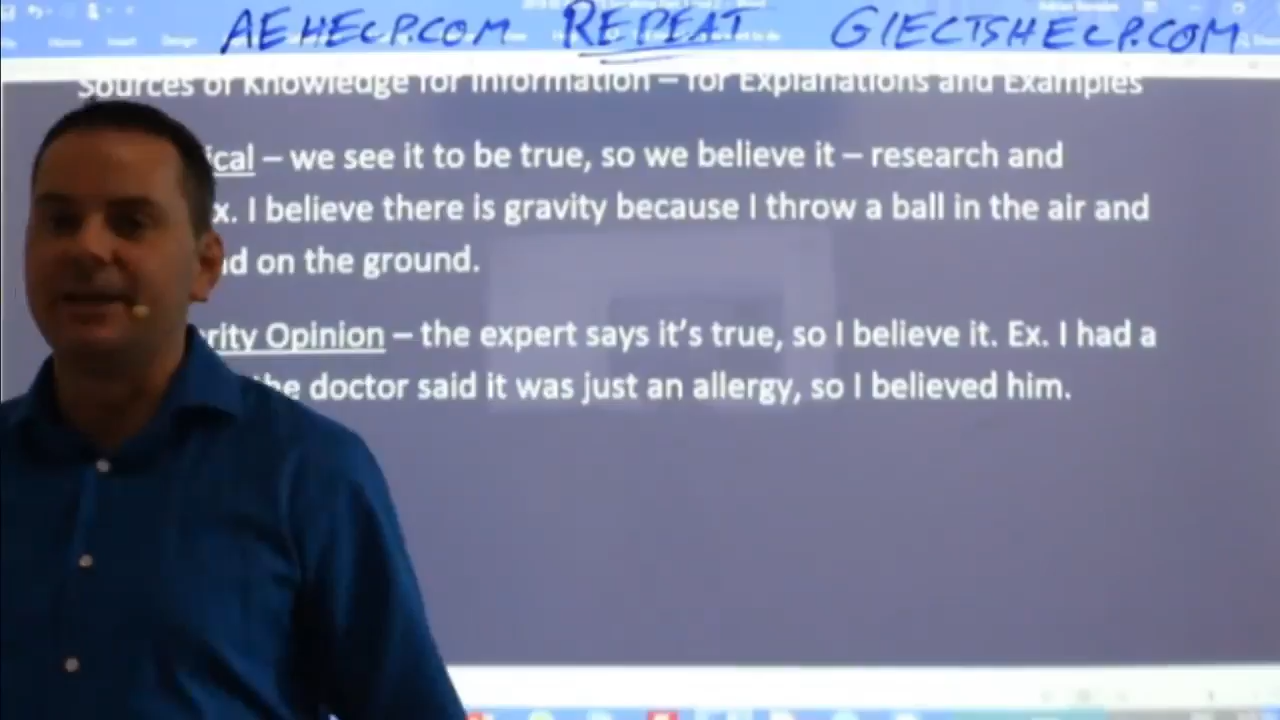 AEHELP.COM REPEAT GIELTSHELP.COM
Sources of Knowledge for Information – for Explanations and Examples
ical – we see it to be true, so we believe it – research and
x. I believe there is gravity because I throw a ball in the air and
nd on the ground.
rity Opinion – the expert says it's true, so I believe it. Ex. I had a
he doctor said it was just an allergy, so I believed him.